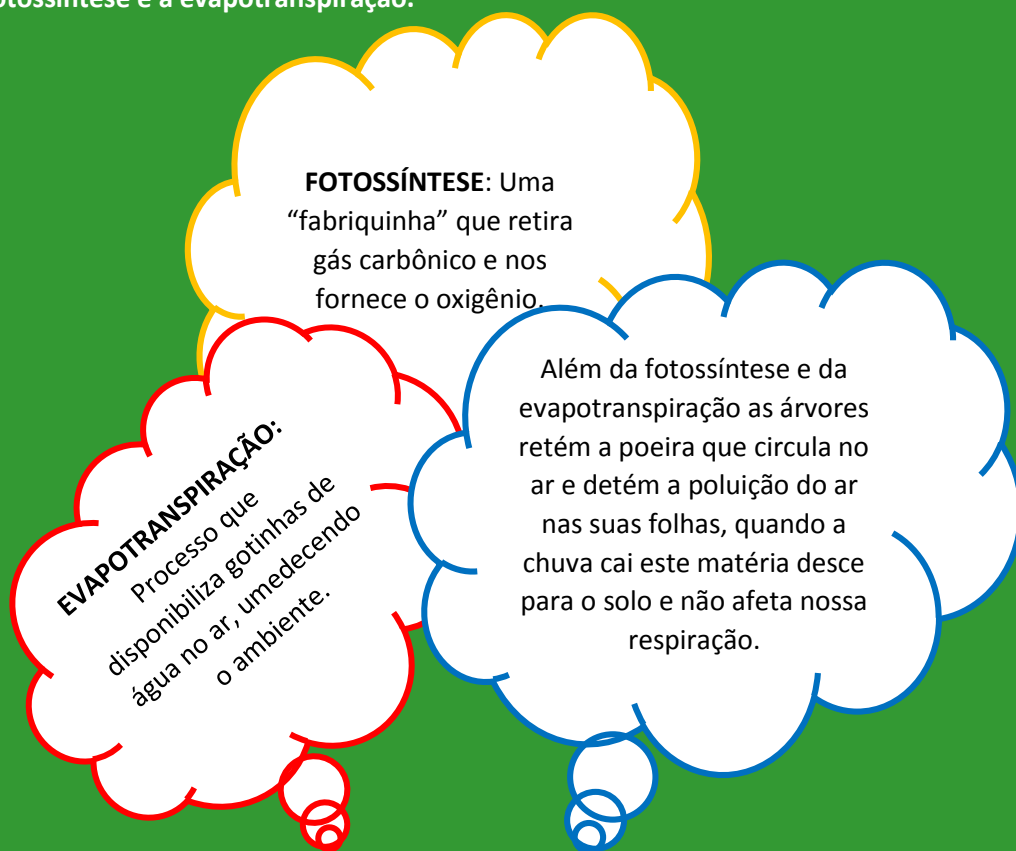 fotossíntese e a evapotranspiração.
FOTOSSÍNTESE: Uma
“fabriquinha” que retira
gás carbônico e nos
fornece o oxigênio.
EVAPOTRANSPIRAÇÃO:
Processo que
disponibiliza gotinhas de
água no ar, umedecendo
o ambiente.
Além da fotossíntese e da
evapotranspiração as árvores
retém a poeira que circula no
ar e detém a poluição do ar
nas suas folhas, quando a
chuva cai este matéria desce
para o solo e não afeta nossa
respiração.